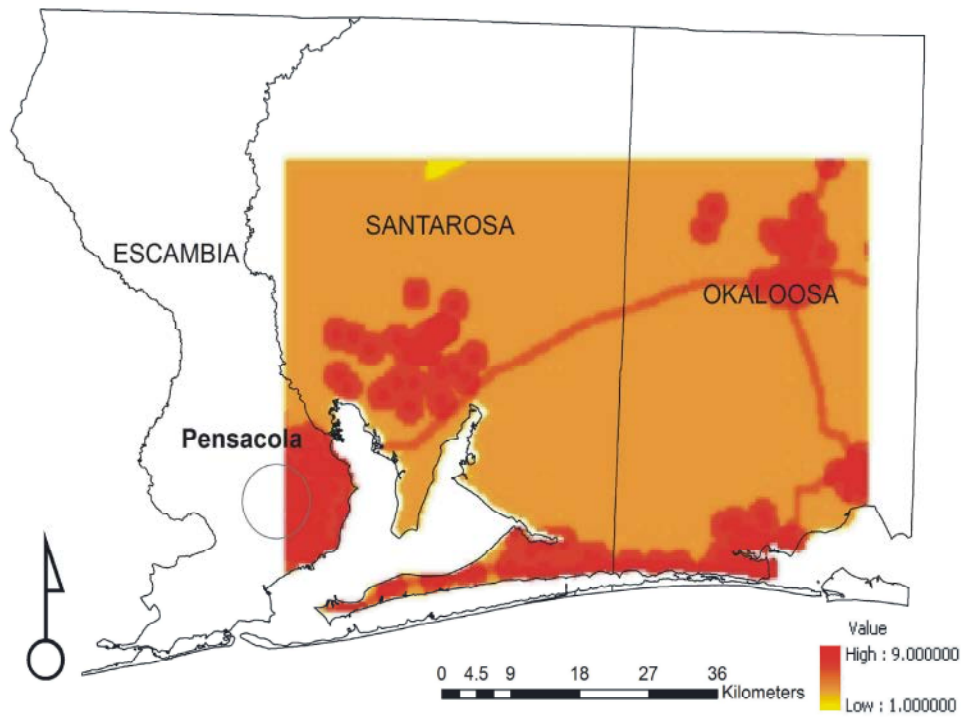 SANTAROSA
ESCAMBIA
OKALOOSA
Pensacola
Value
High : 9.000000
Low : 1.000000
0 4.5 9 18 27 36
Kilometers